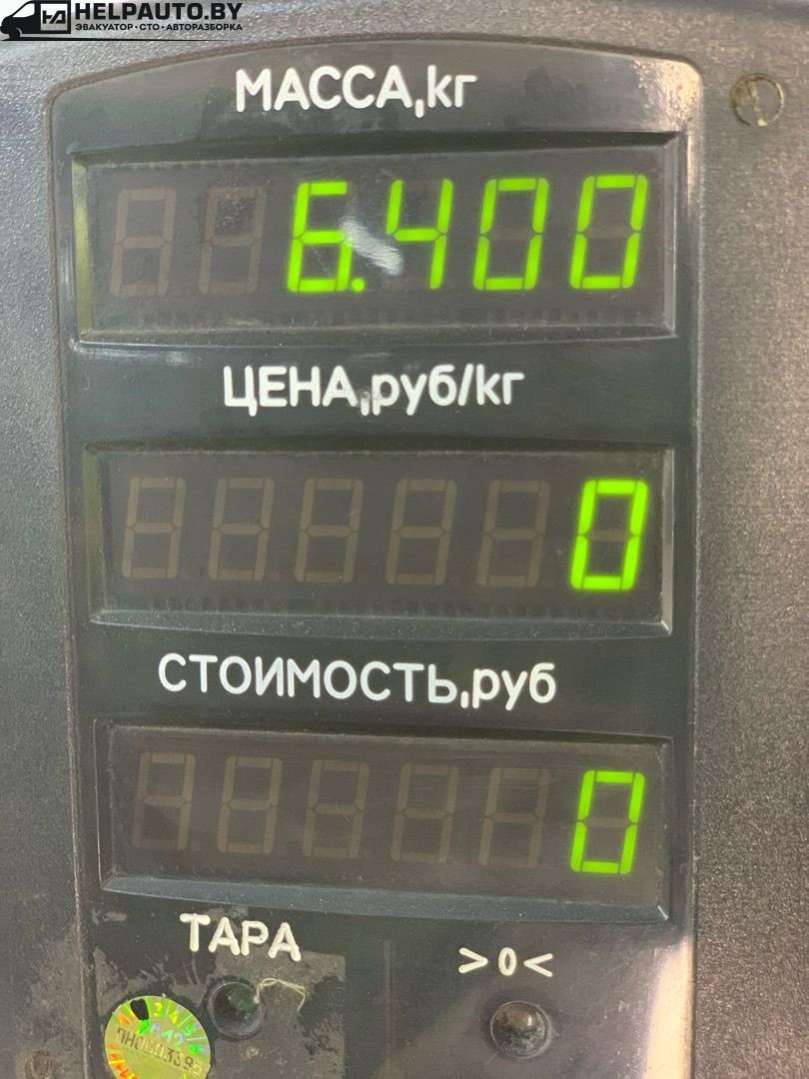 HELPAUTO.BY
ЭВАКУАТОР · СТО · АВТОРАЗБОРКА
МАССА,кг
6.400
ЦЕНА,руб/кг
0
СТОИМОСТЬ,руб
0
ТАРА
>0<